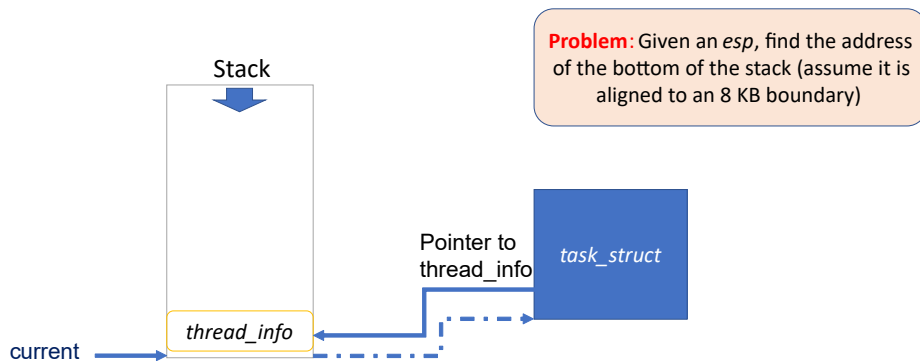 Problem: Given an esp, find the address
of the bottom of the stack (assume it is
aligned to an 8 KB boundary)
Stack
Pointer to
thread_info
task_struct
thread_info
current